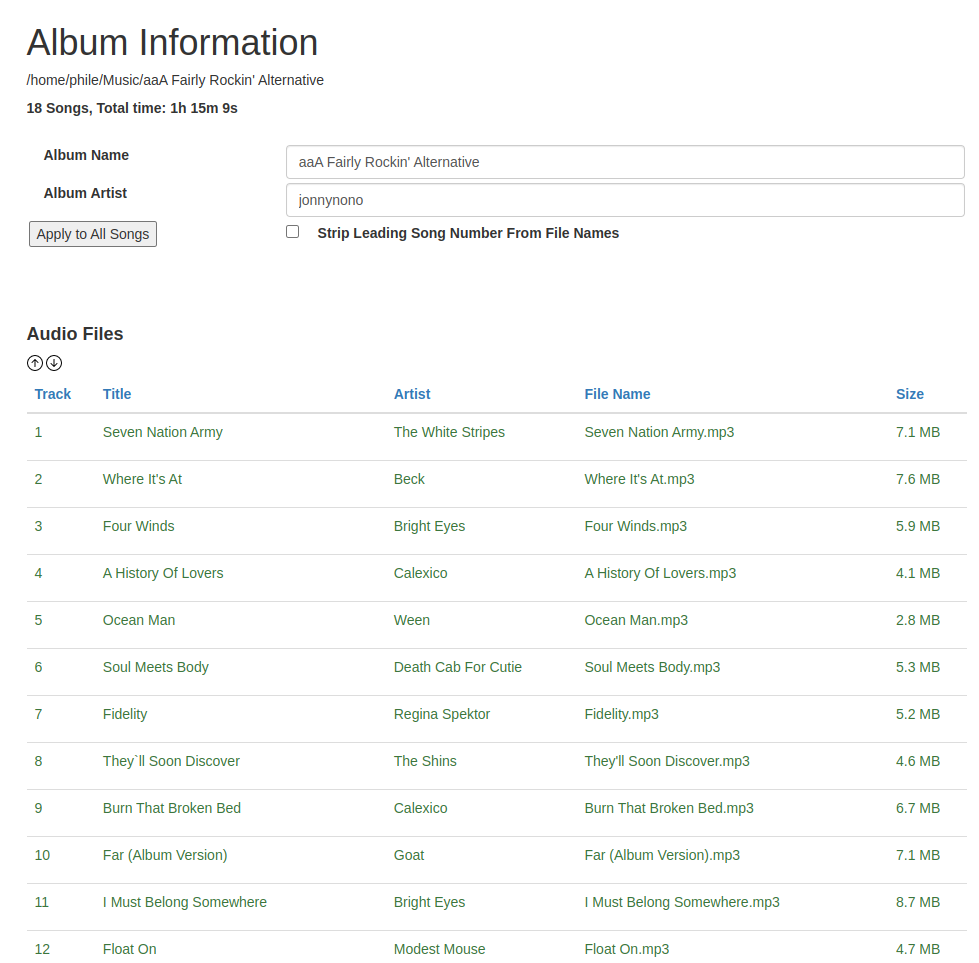 Album Information
/home/phile/Music/aaA Fairly Rockin' Alternative
18 Songs, Total time: 1h 15m 9s
Album Name aaA Fairly Rockin' Alternative
Album Artist jonnynono
Apply to All Songs Strip Leading Song Number From File Names
Audio Files
Track Title Artist File Name Size
1 Seven Nation Army The White Stripes Seven Nation Army.mp3 7.1 MB
2 Where It's At Beck Where It's At.mp3 7.6 MB
3 Four Winds Bright Eyes Four Winds.mp3 5.9 MB
4 A History Of Lovers Calexico A History Of Lovers.mp3 4.1 MB
5 Ocean Man Ween Ocean Man.mp3 2.8 MB
6 Soul Meets Body Death Cab For Cutie Soul Meets Body.mp3 5.3 MB
7 Fidelity Regina Spektor Fidelity.mp3 5.2 MB
8 They`ll Soon Discover The Shins They'll Soon Discover.mp3 4.6 MB
9 Burn That Broken Bed Calexico Burn That Broken Bed.mp3 6.7 MB
10 Far (Album Version) Goat Far (Album Version).mp3 7.1 MB
11 I Must Belong Somewhere Bright Eyes I Must Belong Somewhere.mp3 8.7 MB
12 Float On Modest Mouse Float On.mp3 4.7 MB